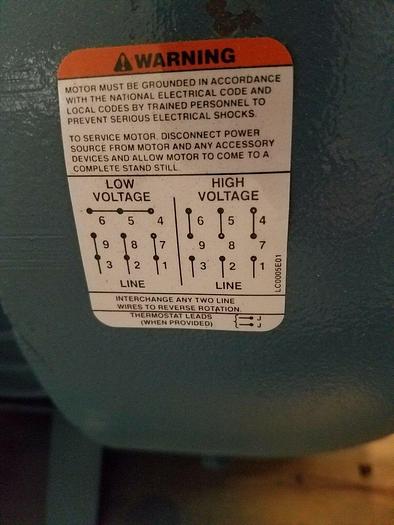 WARNING
MOTOR MUST BE GROUNDED IN ACCORDANCE
WITH THE NATIONAL ELECTRICAL CODE AND
LOCAL CODES BY TRAINED PERSONNEL TO
PREVENT SERIOUS ELECTRICAL SHOCKS.
TO SERVICE MOTOR, DISCONNECT POWER
SOURCE FROM MOTOR AND ANY ACCESSORY
DEVICES AND ALLOW MOTOR TO COME TO A
COMPLETE STAND STILL.
LOW
VOLTAGE
6 5 4
9 8 7
3 2 1
LINE
HIGH
VOLTAGE
6 5 4
9 8 7
3 2 1
LINE
LC0005E01
INTERCHANGE ANY TWO LINE
WIRES TO REVERSE ROTATION.
THERMOSTAT LEADS
(WHEN PROVIDED)
J
J